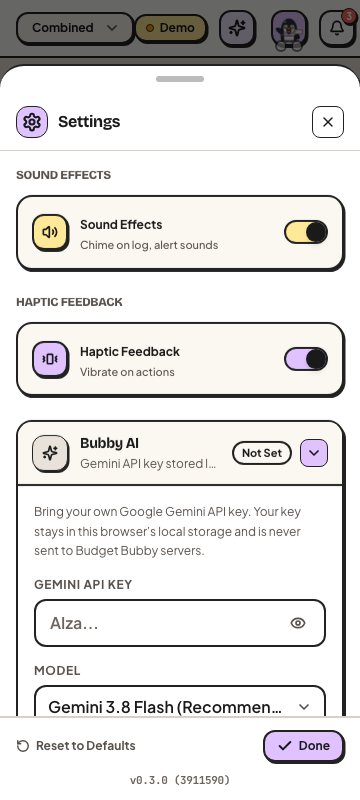 Combined
Demo
3
Settings
SOUND EFFECTS
Sound Effects
Chime on log, alert sounds
HAPTIC FEEDBACK
Haptic Feedback
Vibrate on actions
Bubby AI
Gemini API key stored l...
Not Set
Bring your own Google Gemini API key. Your key
stays in this browser's local storage and is never
sent to Budget Bubby servers.
GEMINI API KEY
AIza...
MODEL
Gemini 3.8 Flash (Recommen...
Reset to Defaults
Done
v0.3.0 (3911590)